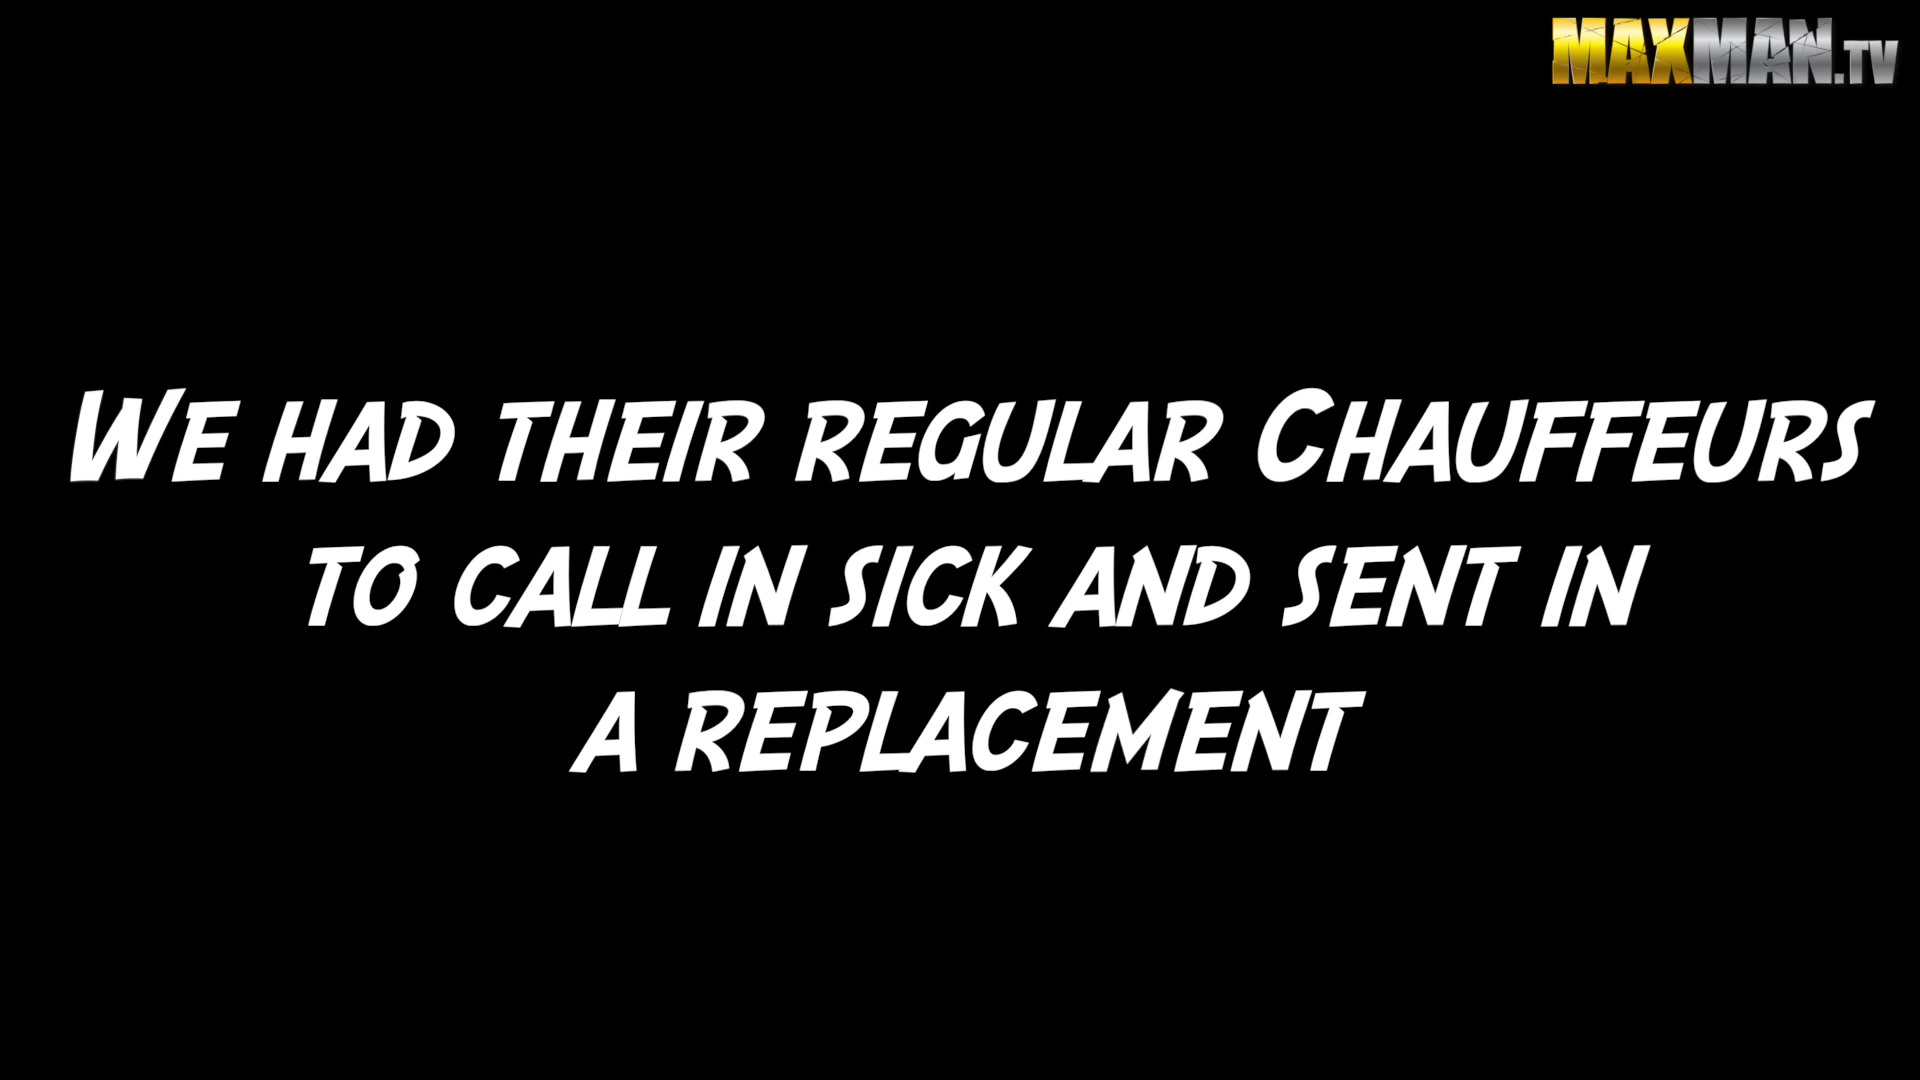 MAXMAN.TV
WE HAD THEIR REGULAR CHAUFFEURS
TO CALL IN SICK AND SENT IN
A REPLACEMENT